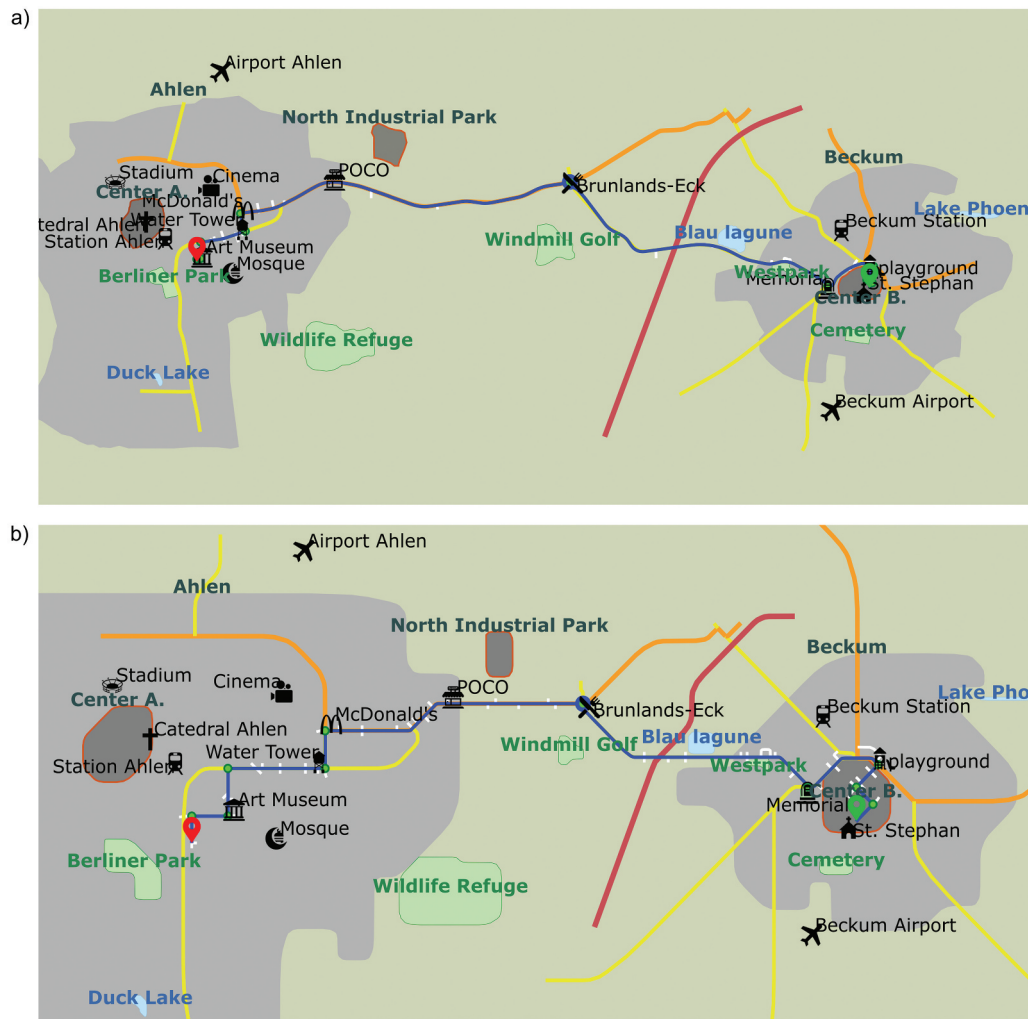 a)
Airport Ahlen
Ahlen
North Industrial Park
Stadium
Cinema
POCO
Center A.
McDonald's
Brunlands-Eck
Beckum
Lake Phoen
tedral Ahlen
Water Tower
Beckum Station
Station Ahlen
Art Museum
Windmill Golf
Blau lagune
Berliner Park
Mosque
Westpark
playground
Memorial
St. Stephan
Center B.
Wildlife Refuge
Cemetery
Duck Lake
Beckum Airport
b)
Airport Ahlen
Ahlen
North Industrial Park
Beckum
Stadium
Cinema
POCO
Center A.
McDonald's
Brunlands-Eck
Lake Pho
Beckum Station
Catedral Ahlen
Water Tower
Windmill Golf
Blau lagune
Station Ahlen
Westpark
playground
Art Museum
Center B.
Memorial
Mosque
St. Stephan
Berliner Park
Cemetery
Wildlife Refuge
Beckum Airport
Duck Lake